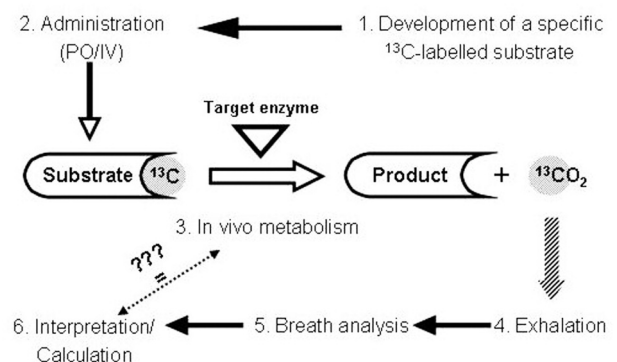 2. Administration
(PO/IV)
1. Development of a specific
¹³C-labelled substrate
Target enzyme
Substrate ¹³C
Product + ¹³CO₂
3. In vivo metabolism
???
=
6. Interpretation/
Calculation
5. Breath analysis
4. Exhalation